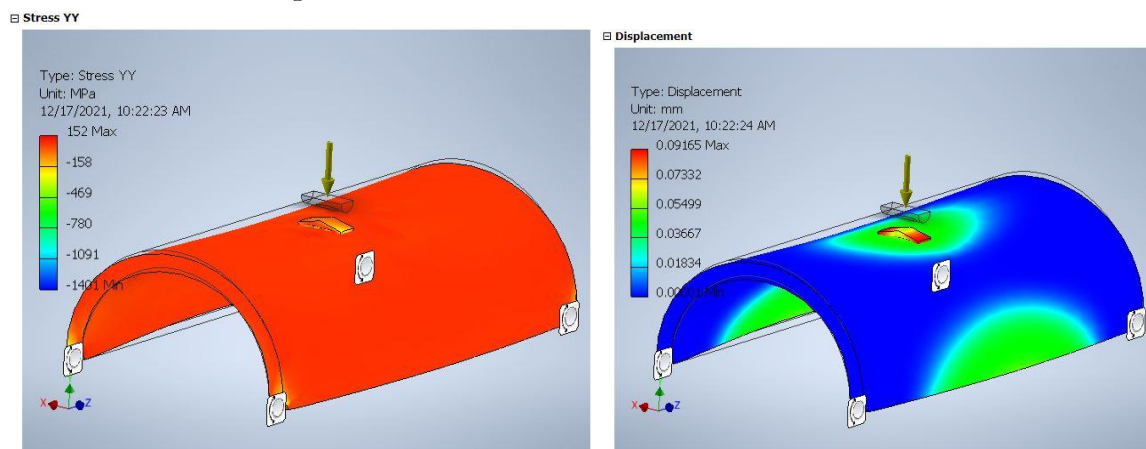 Stress YY
Type: Stress YY
Unit: MPa
12/17/2021, 10:22:23 AM
152 Max
-158
-469
-780
-1091
-1401 Min
X
Z
Displacement
Type: Displacement
Unit: mm
12/17/2021, 10:22:24 AM
0.09165 Max
0.07332
0.05499
0.03667
0.01834
Min
X
Z